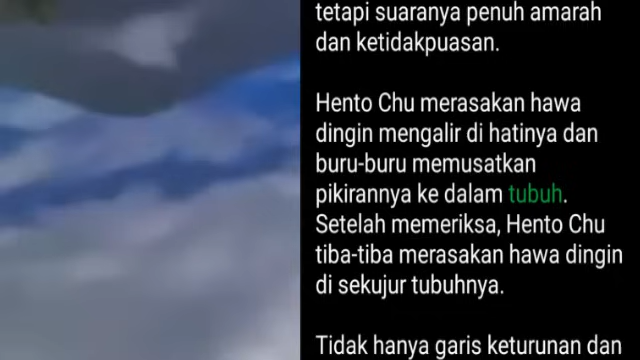 tetapi suaranya penuh amarah
dan ketidakpuasan.
Hento Chu merasakan hawa
dingin mengalir di hatinya dan
buru-buru memusatkan
pikirannya ke dalam tubuh.
Setelah memeriksa, Hento Chu
tiba-tiba merasakan hawa dingin
di sekujur tubuhnya.
Tidak hanya garis keturunan dan